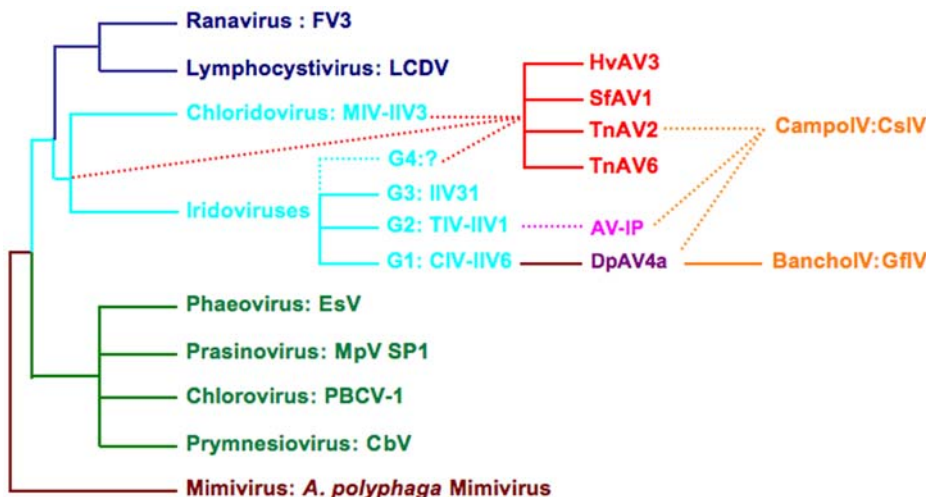 Ranavirus : FV3
Lymphocystivirus: LCDV
Chloridovirus: MIV-IIV3
HvAV3
SfAV1
TnAV2
TnAV6
CampoIV:CsIV
G4:?
G3: IIV31
Iridoviruses
G2: TIV-IIV1
AV-IP
G1: CIV-IIV6
DpAV4a
BanchoIV:GfIV
Phaeovirus: EsV
Prasinovirus: MpV SP1
Chlorovirus: PBCV-1
Prymnesiovirus: CbV
Mimivirus: A. polyphaga Mimivirus